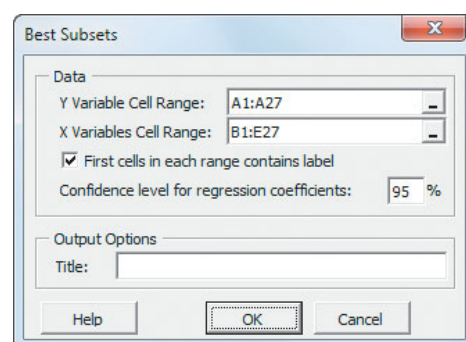 Best Subsets
x
Data
Y Variable Cell Range: A1:A27 _
X Variables Cell Range: B1:E27 _
First cells in each range contains label
Confidence level for regression coefficients: 95 %
Output Options
Title:
Help OK Cancel